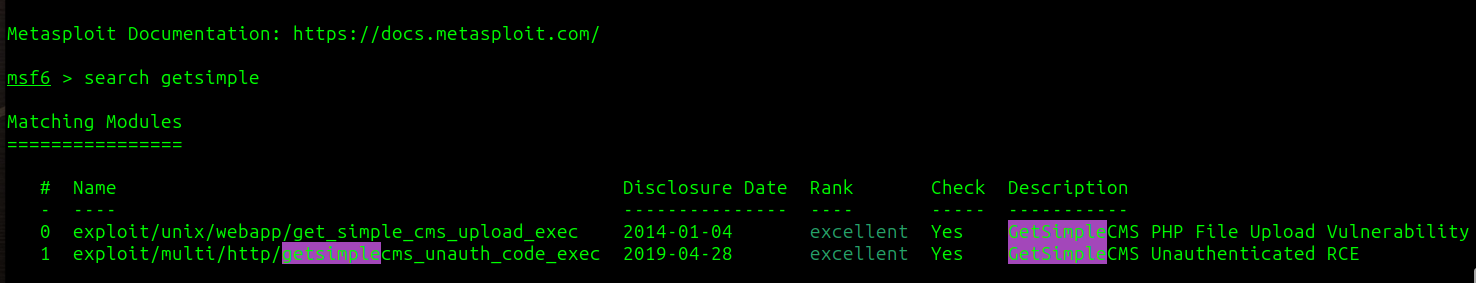 Metasploit Documentation: https://docs.metasploit.com/
msf6 > search getsimple
Matching Modules
================
#  Name                                              Disclosure Date  Rank       Check  Description
-  ----                                              ---------------  ----       -----  -----------
0  exploit/unix/webapp/get_simple_cms_upload_exec    2014-01-04       excellent  Yes    GetSimpleCMS PHP File Upload Vulnerability
1  exploit/multi/http/getsimplecms_unauth_code_exec  2019-04-28       excellent  Yes    GetSimpleCMS Unauthenticated RCE